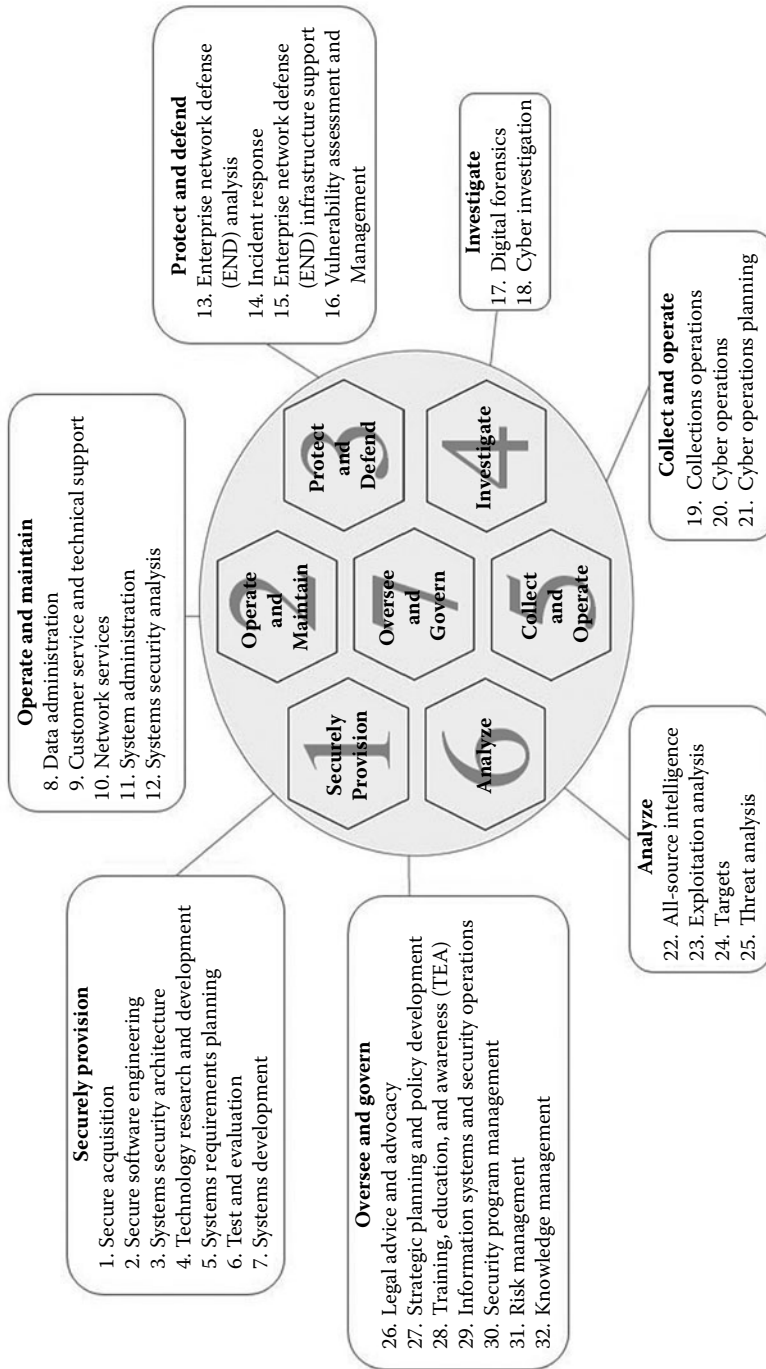 Securely provision
1. Secure acquisition
2. Secure software engineering
3. Systems security architecture
4. Technology research and development
5. Systems requirements planning
6. Test and evaluation
7. Systems development
Operate and maintain
8. Data administration
9. Customer service and technical support
10. Network services
11. System administration
12. Systems security analysis
Protect and defend
13. Enterprise network defense
(END) analysis
14. Incident response
15. Enterprise network defense
(END) infrastructure support
16. Vulnerability assessment and
Management
Investigate
17. Digital forensics
18. Cyber investigation
Collect and operate
19. Collections operations
20. Cyber operations
21. Cyber operations planning
Analyze
22. All-source intelligence
23. Exploitation analysis
24. Targets
25. Threat analysis
Oversee and govern
26. Legal advice and advocacy
27. Strategic planning and policy development
28. Training, education, and awareness (TEA)
29. Information systems and security operations
30. Security program management
31. Risk management
32. Knowledge management
1
Securely
Provision
2
Operate
and
Maintain
3
Protect
and
Defend
4
Investigate
5
Collect
and
Operate
6
Analyze
7
Oversee
and
Govern